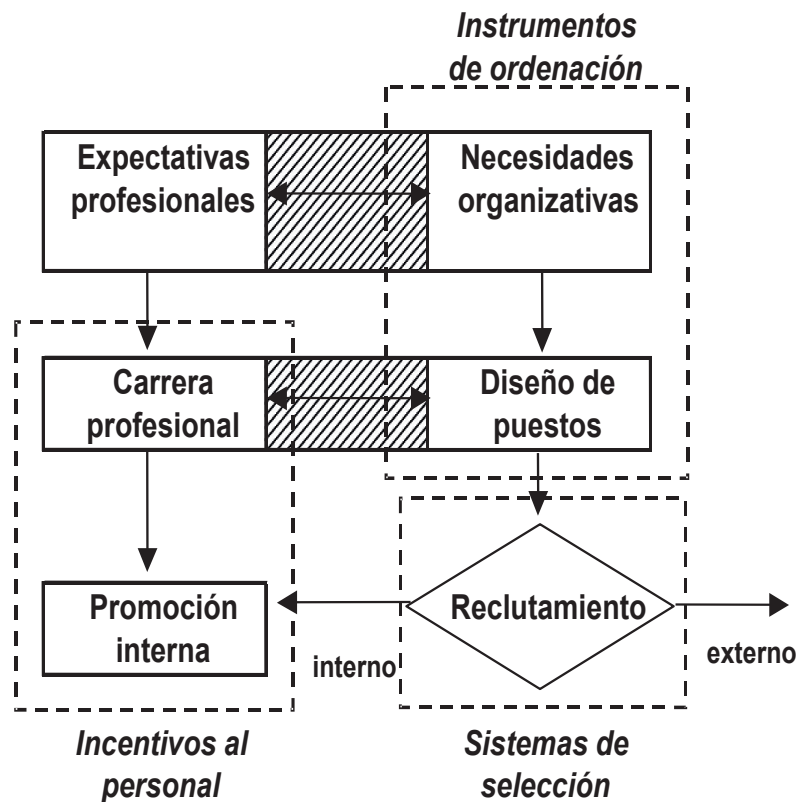 Instrumentos
de ordenación
Expectativas
profesionales
Necesidades
organizativas
Carrera
profesional
Diseño de
puestos
Promoción
interna
Reclutamiento
interno
externo
Incentivos al
personal
Sistemas de
selección